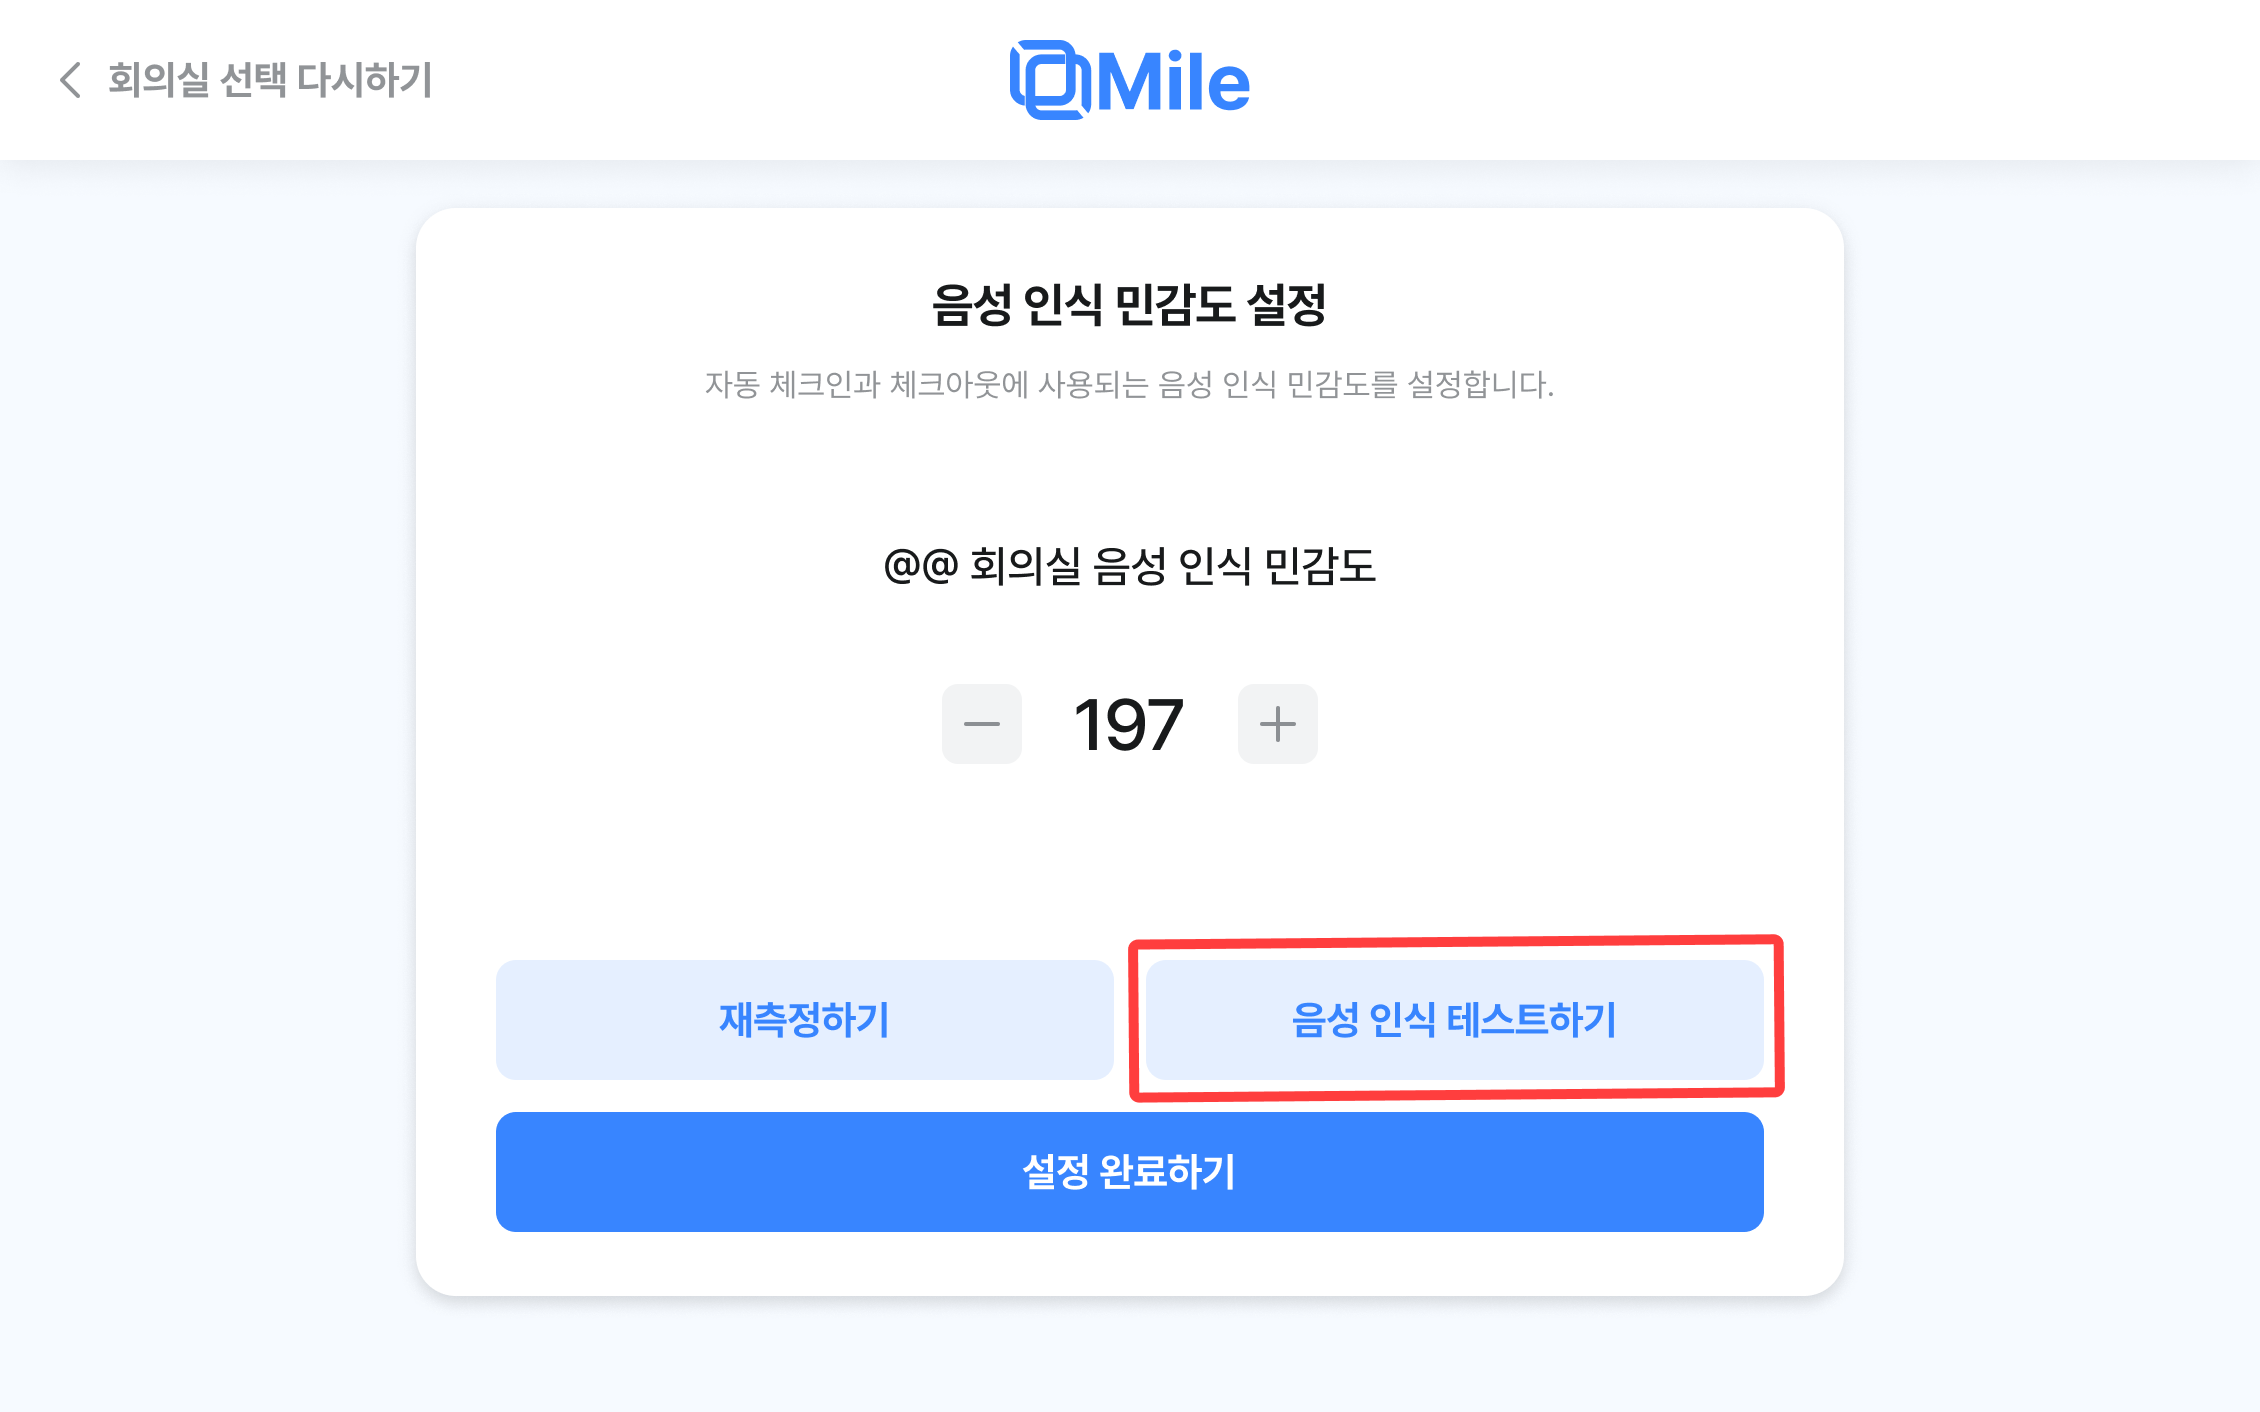 회의실 선택 다시하기
Mile
음성 인식 민감도 설정
자동 체크인과 체크아웃에 사용되는 음성 인식 민감도를 설정합니다.
@@ 회의실 음성 인식 민감도
197
재측정하기
음성 인식 테스트하기
설정 완료하기